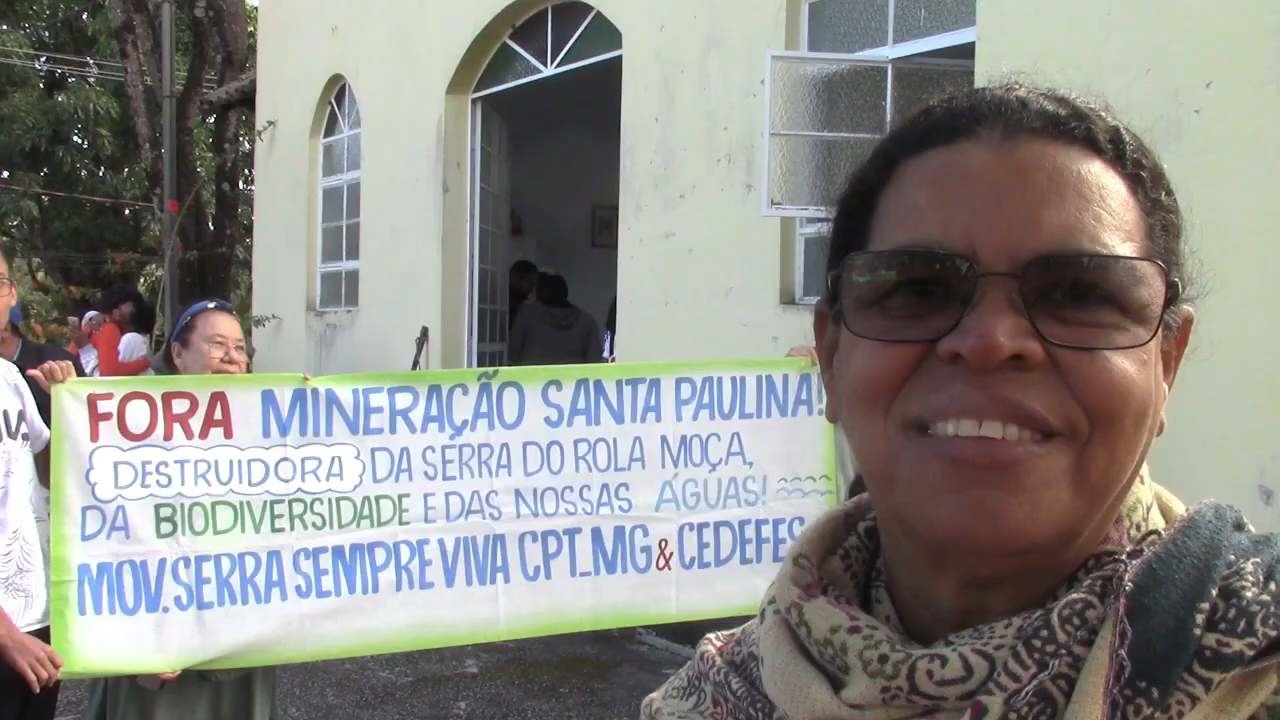 FORA MINERAÇÃO SANTA PAULINA!
DESTRUIDORA DA SERRA DO ROLA MOÇA,
DA BIODIVERSIDADE E DAS NOSSAS ÁGUAS!
MOV. SERRA SEMPRE VIVA CPT_MG & CEDEFES